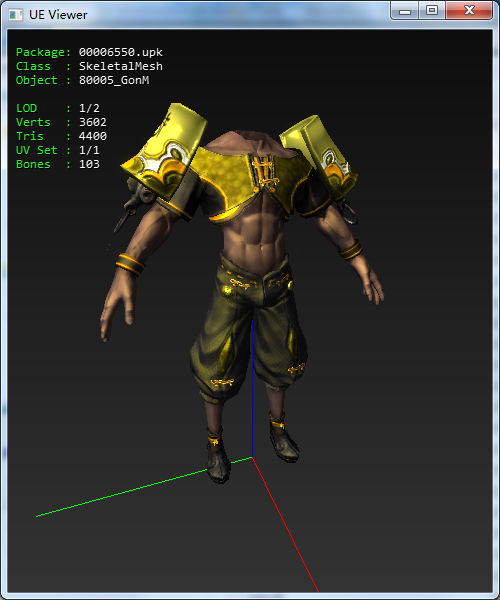 UE Viewer
Package: 00006550.upk
Class : SkeletalMesh
Object : 80005_GonM
LOD : 1/2
Verts : 3602
Tris : 4400
UV Set : 1/1
Bones : 103